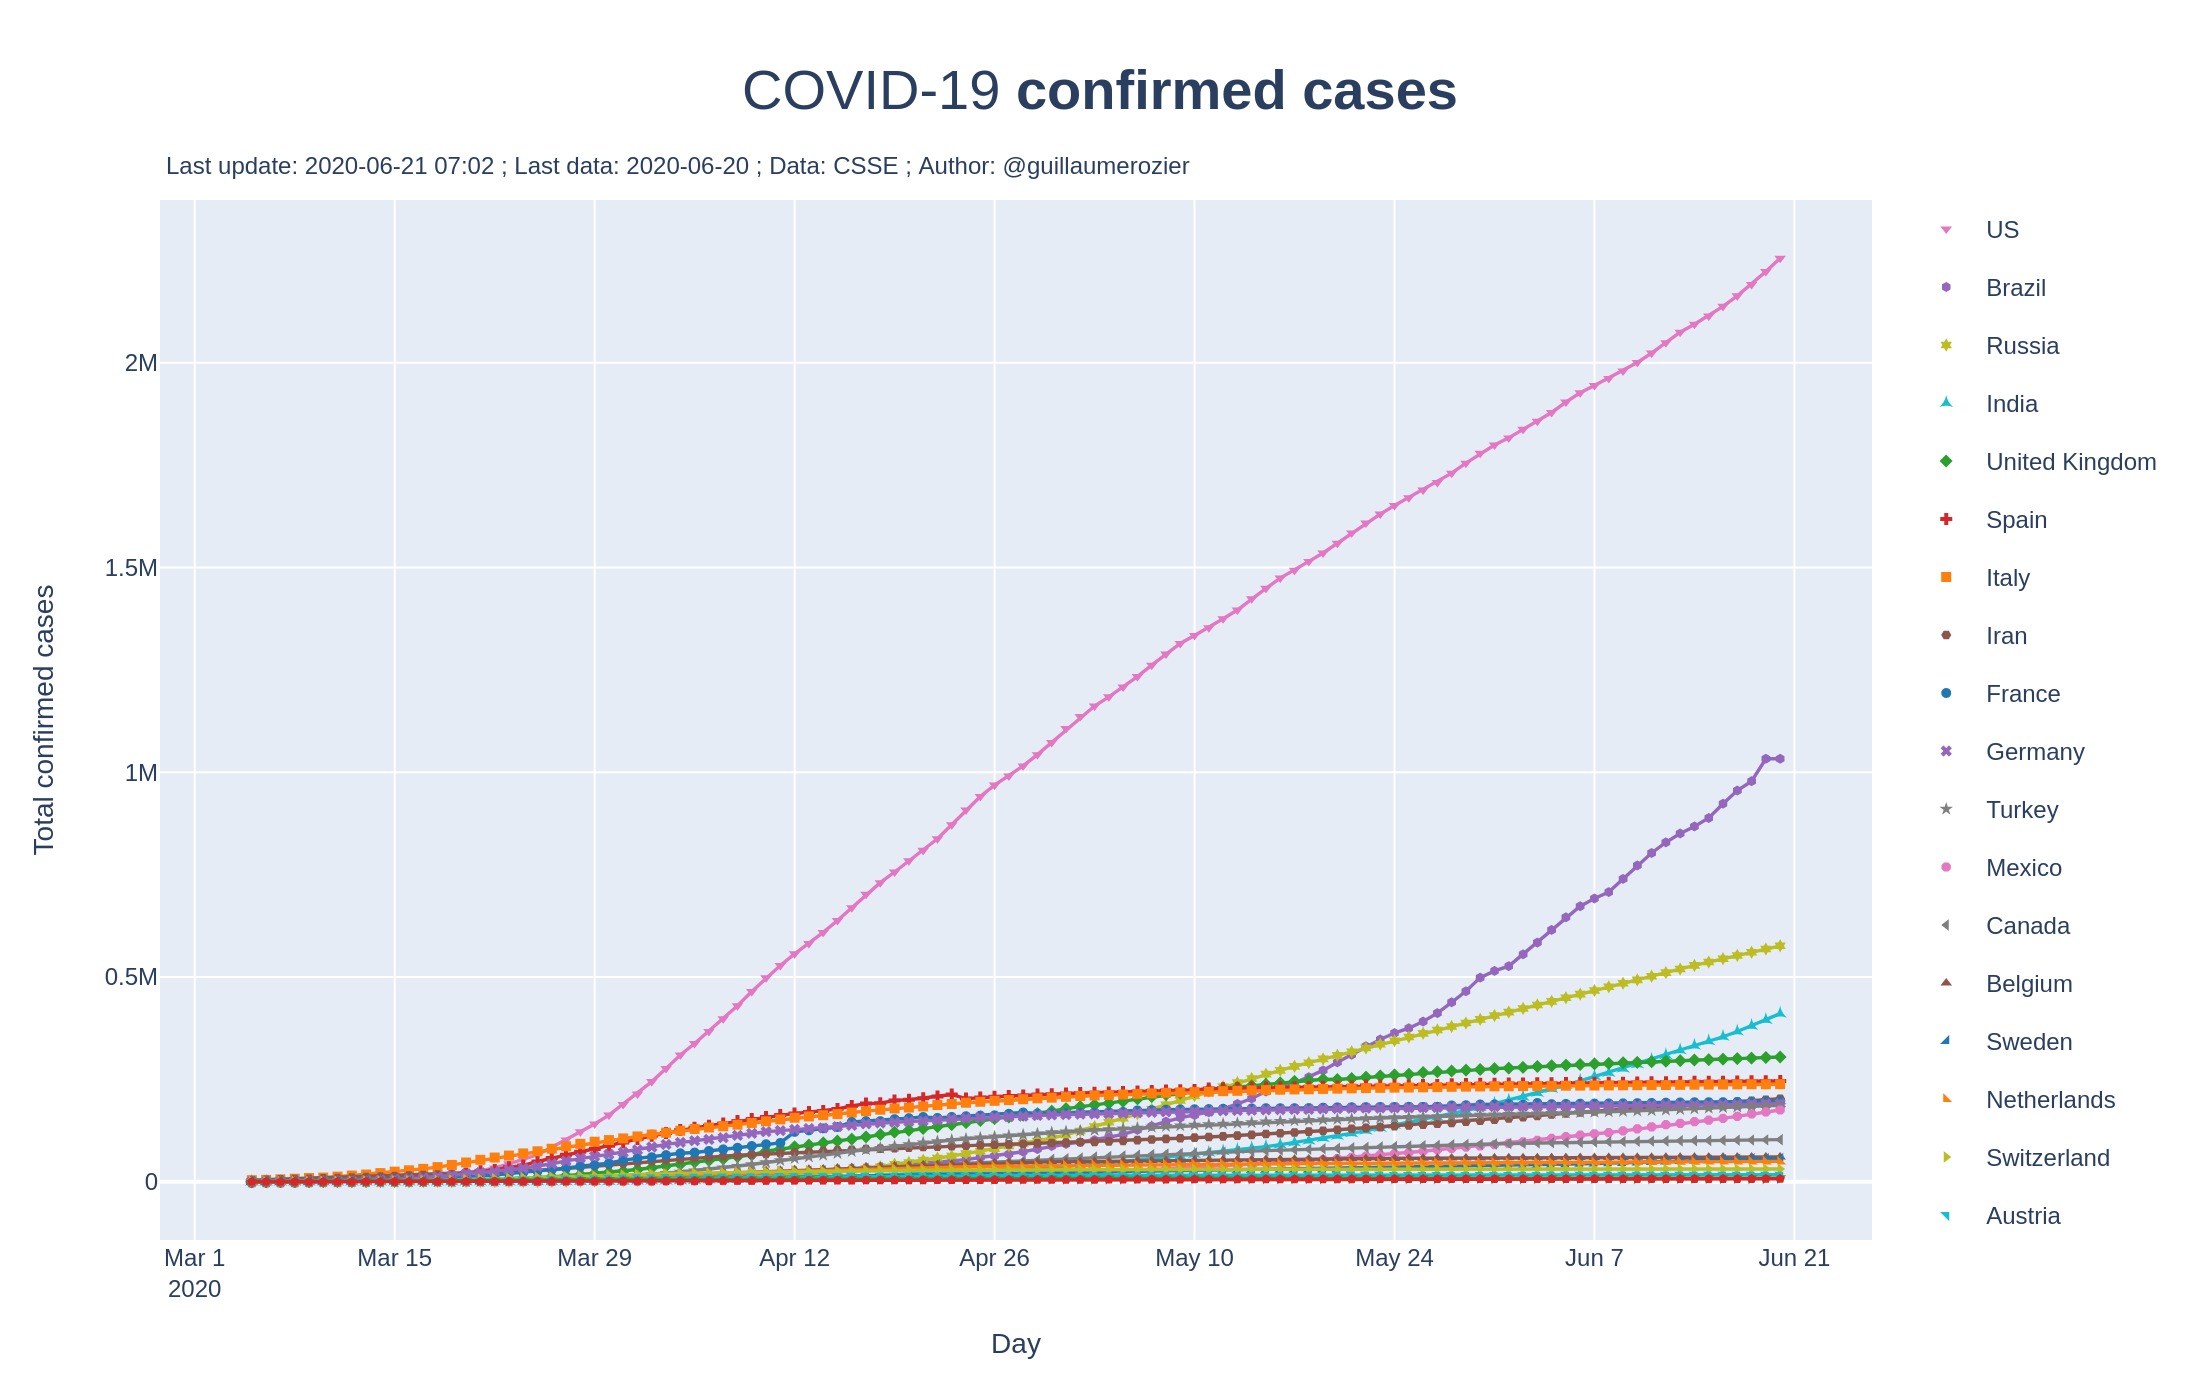 COVID-19 confirmed cases
Last update: 2020-06-21 07:02 ; Last data: 2020-06-20 ; Data: CSSE ; Author: @guillaumerozier
Total confirmed cases
2M
1.5M
1M
0.5M
0
Mar 1
2020
Mar 15
Mar 29
Apr 12
Apr 26
May 10
May 24
Jun 7
Jun 21
Day
US
Brazil
Russia
India
United Kingdom
Spain
Italy
Iran
France
Germany
Turkey
Mexico
Canada
Belgium
Sweden
Netherlands
Switzerland
Austria